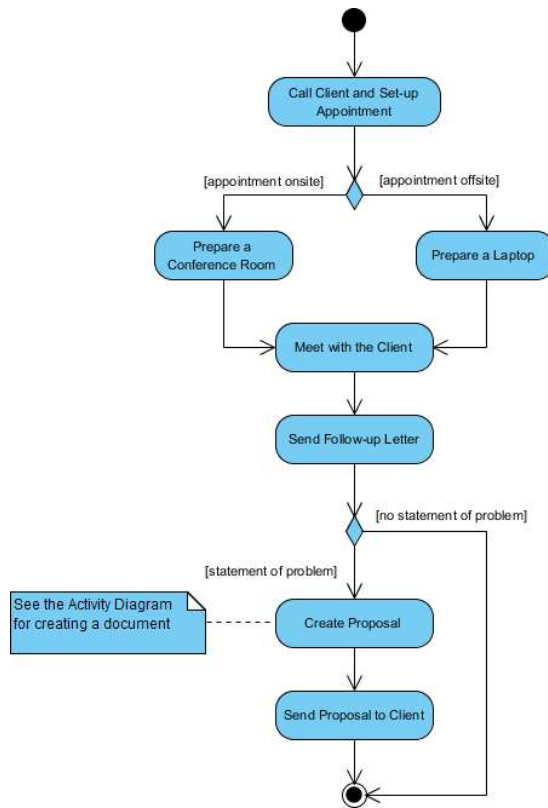 Call Client and Set-up
Appointment
[appointment onsite]
[appointment offsite]
Prepare a
Conference Room
Prepare a Laptop
Meet with the Client
Send Follow-up Letter
[no statement of problem]
[statement of problem]
See the Activity Diagram
for creating a document
Create Proposal
Send Proposal to Client